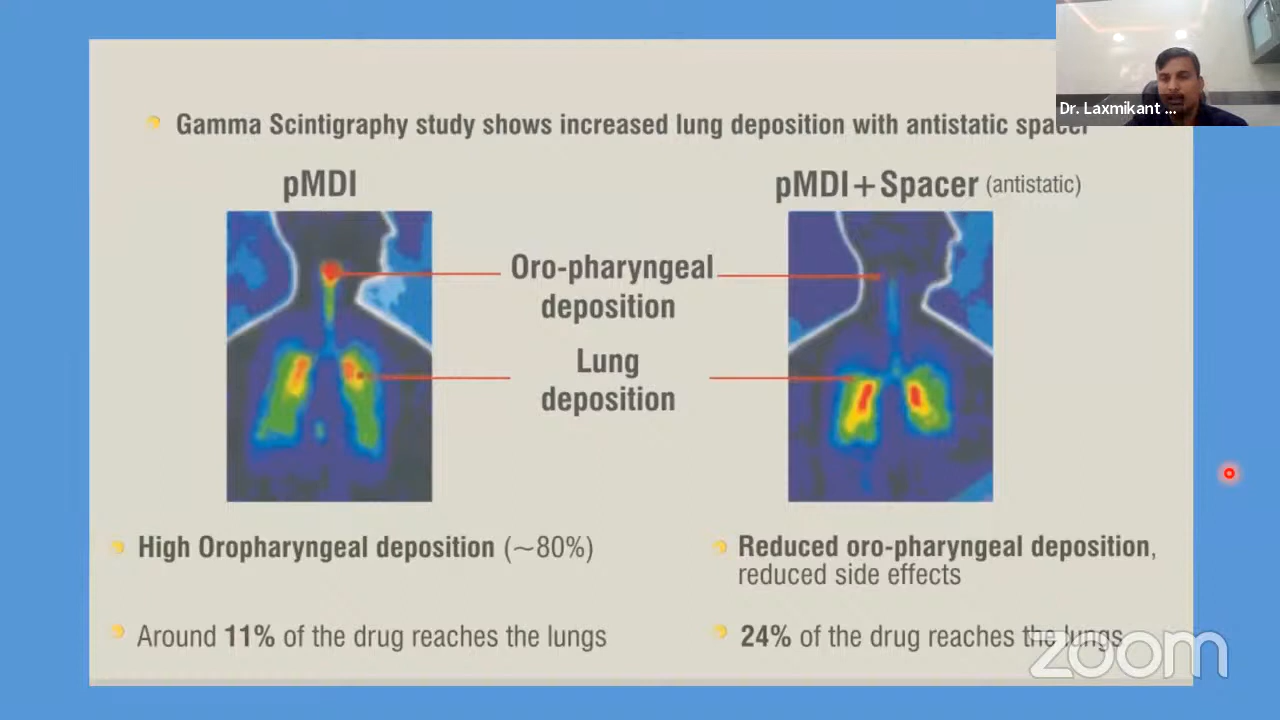 Dr. Laxmikant ...
Gamma Scintigraphy study shows increased lung deposition with antistatic spacer
pMDI
pMDI+Spacer (antistatic)
Oro-pharyngeal
deposition
Lung
deposition
High Oropharyngeal deposition (~80%)
Around 11% of the drug reaches the lungs
Reduced oro-pharyngeal deposition,
reduced side effects
24% of the drug reaches the lungs
zoom